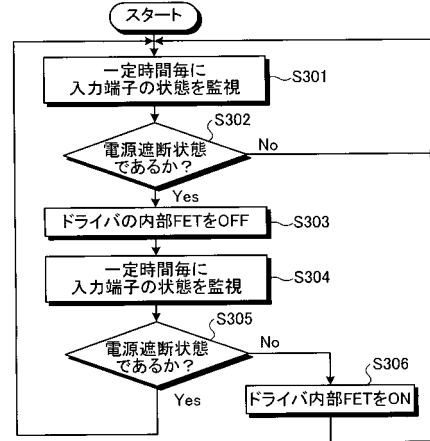 スタート
一定時間毎に
入力端子の状態を監視
S301
S302
電源遮断状態
であるか？
No
Yes
ドライバの内部FETをOFF
S303
一定時間毎に
入力端子の状態を監視
S304
S305
電源遮断状態
であるか？
No
Yes
S306
ドライバ内部FETをON